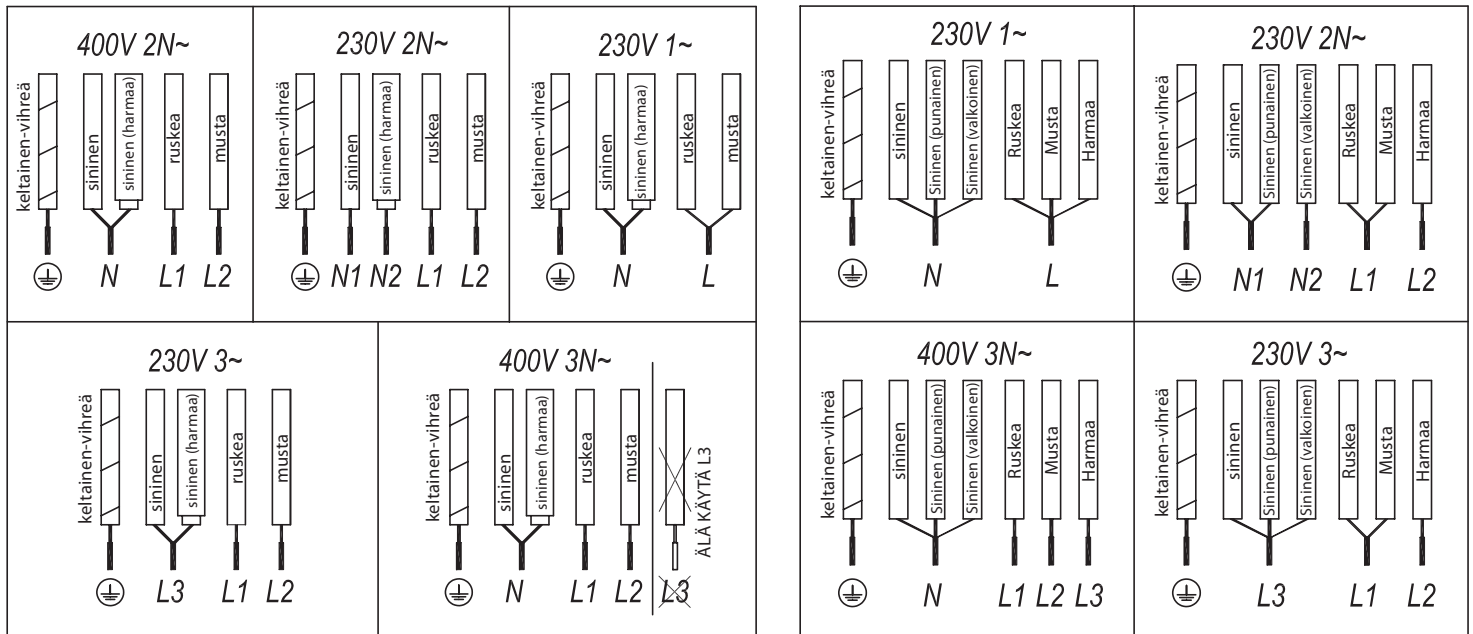 400V 2N~
keltainen-vihreä
sininen
sininen (harmaa)
ruskea
musta
N
L1
L2
230V 2N~
keltainen-vihreä
sininen
sininen (harmaa)
ruskea
musta
N1
N2
L1
L2
230V 1~
keltainen-vihreä
sininen
sininen (harmaa)
ruskea
musta
N
L
230V 3~
keltainen-vihreä
sininen
sininen (harmaa)
ruskea
musta
L3
L1
L2
400V 3N~
keltainen-vihreä
sininen
sininen (harmaa)
ruskea
musta
ÄLÄ KÄYTÄ L3
N
L1
L2
L3
230V 1~
keltainen-vihreä
sininen
Sininen (punainen)
Sininen (valkoinen)
Ruskea
Musta
Harmaa
N
L
230V 2N~
keltainen-vihreä
sininen
Sininen (punainen)
Sininen (valkoinen)
Ruskea
Musta
Harmaa
N1
N2
L1
L2
400V 3N~
keltainen-vihreä
sininen
Sininen (punainen)
Sininen (valkoinen)
Ruskea
Musta
Harmaa
N
L1
L2
L3
230V 3~
keltainen-vihreä
sininen
Sininen (punainen)
Sininen (valkoinen)
Ruskea
Musta
Harmaa
L3
L1
L2